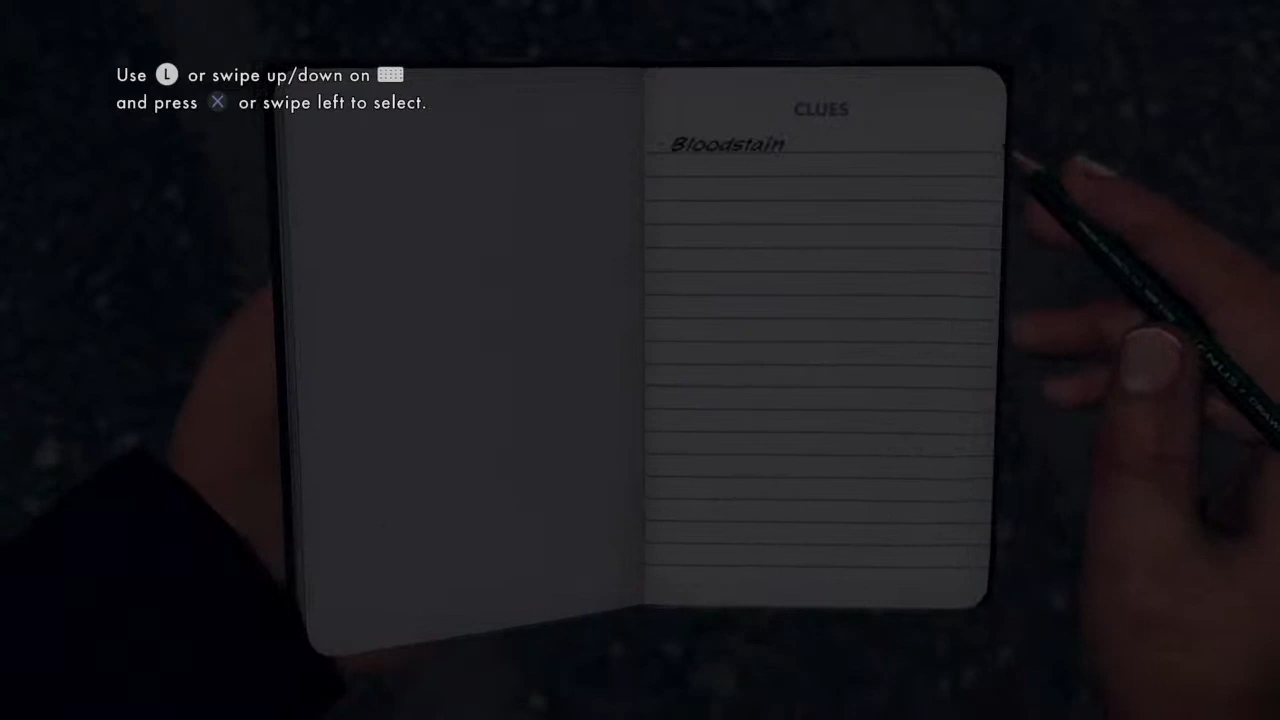 Use L or swipe up/down on
and press X or swipe left to select.
CLUES
- Bloodstain